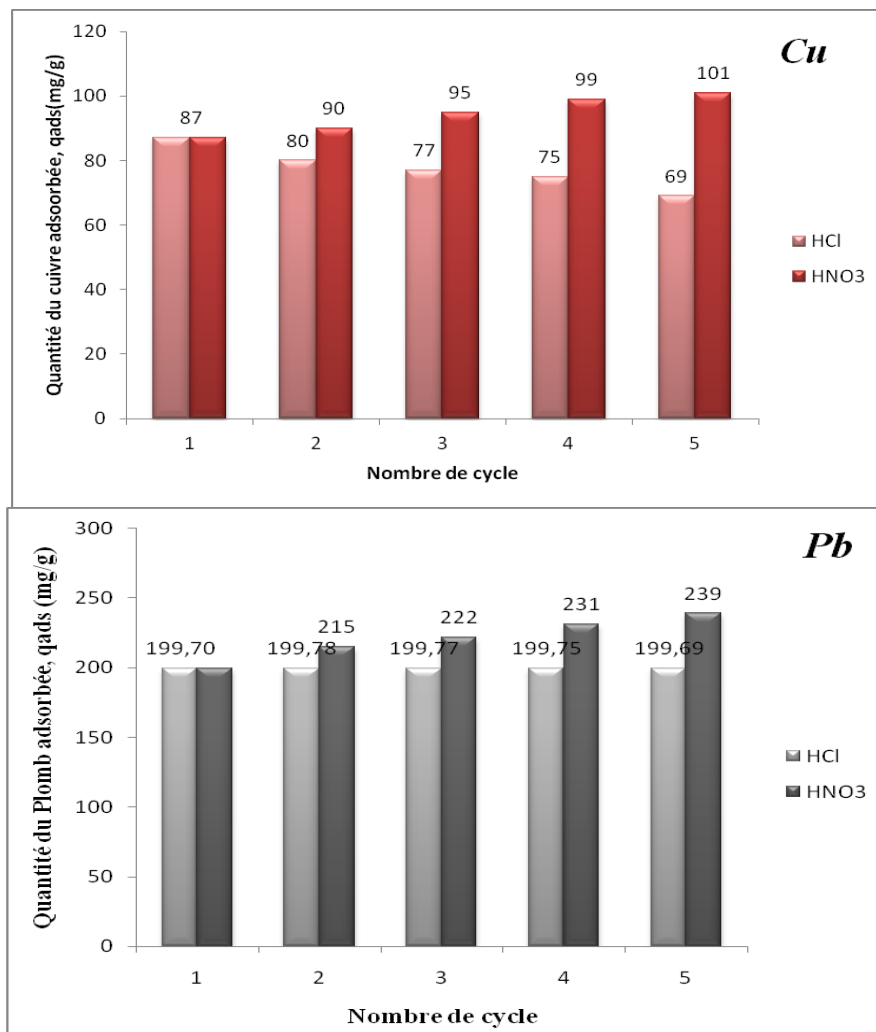 Cu
Quantité du cuivre adsoorbée, qads(mg/g)
120
100
80
60
40
20
0
87
80 90
77 95
75 99
69 101
1 2 3 4 5
Nombre de cycle
HCl
HNO3
Pb
Quantité du Plomb adsorbée, qads (mg/g)
300
250
200
150
100
50
0
199,70
199,78 215
199,77 222
199,75 231
199,69 239
1 2 3 4 5
Nombre de cycle
HCl
HNO3